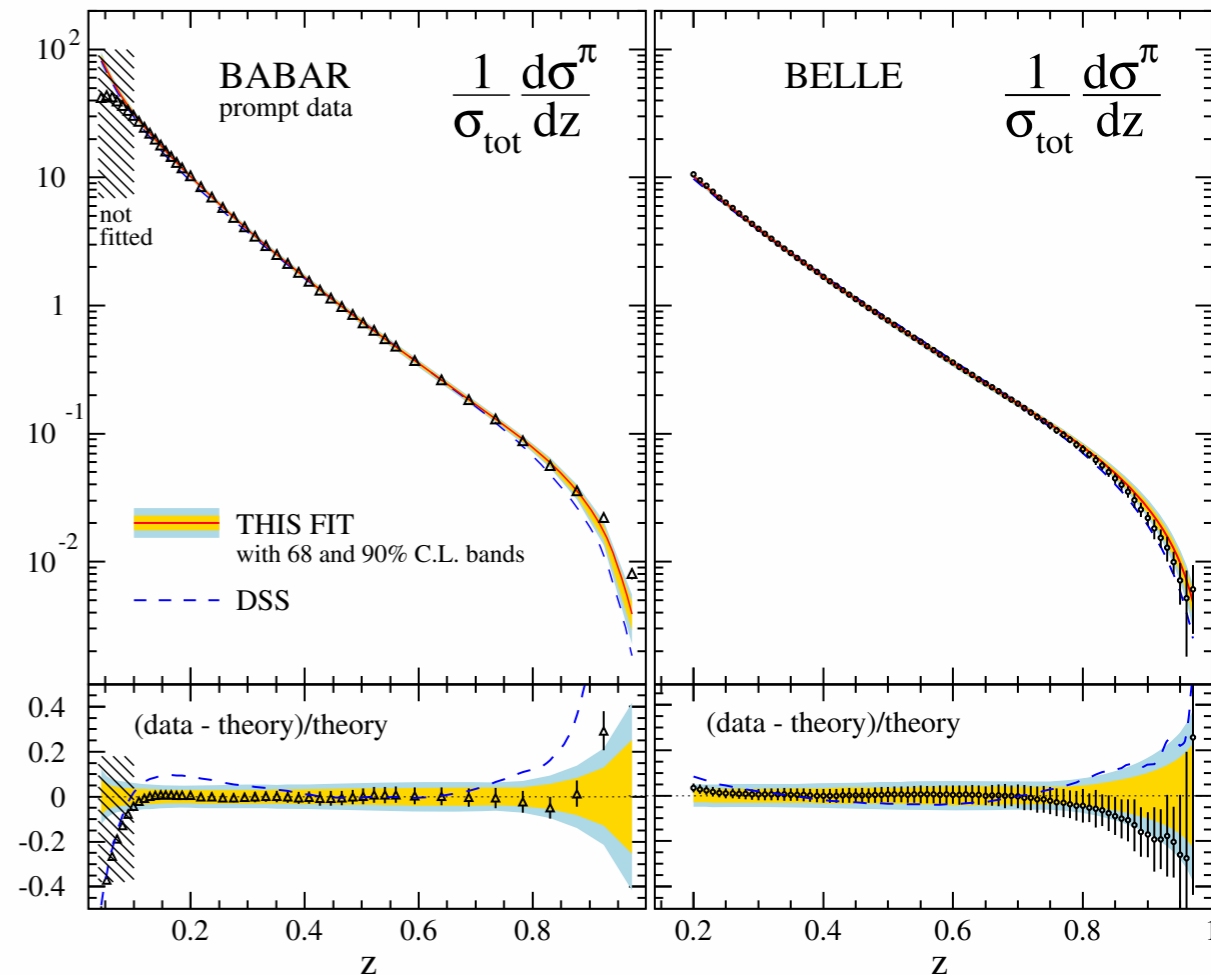 BABAR
prompt data
1/σ_tot dσ^π/dz
not
fitted
THIS FIT
with 68 and 90% C.L. bands
DSS
10^2
10
1
10^-1
10^-2
BELLE
1/σ_tot dσ^π/dz
(data - theory)/theory
0.4
0.2
0
-0.2
-0.4
0.2 0.4 0.6 0.8
z
(data - theory)/theory
0.2 0.4 0.6 0.8 1
z